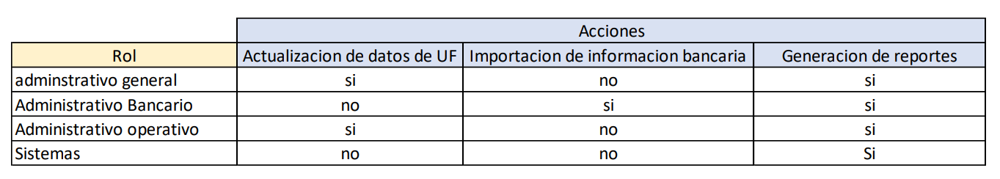 Acciones
Rol Actualizacion de datos de UF Importacion de informacion bancaria Generacion de reportes
adminstrativo general si no si
Administrativo Bancario no si si
Administrativo operativo si no si
Sistemas no no Si